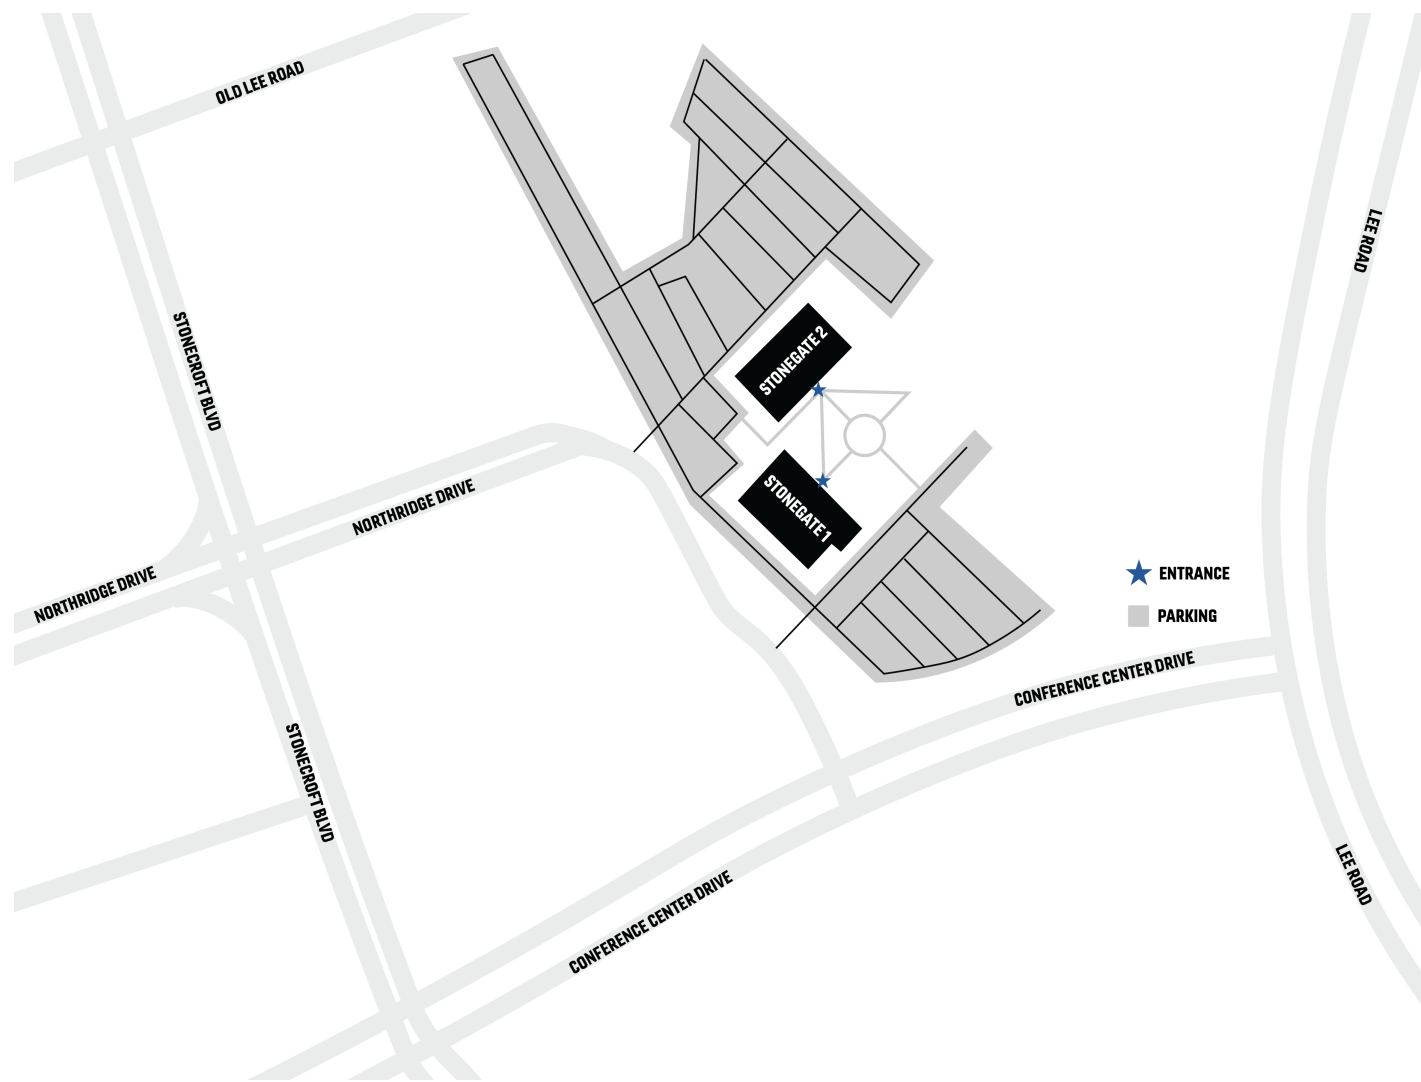 OLD LEE ROAD
LEE ROAD
STONECROFT BLVD
STONEGATE 2
STONEGATE 1
NORTHRIDGE DRIVE
NORTHRIDGE DRIVE
ENTRANCE
PARKING
CONFERENCE CENTER DRIVE
STONECROFT BLVD
LEE ROAD
CONFERENCE CENTER DRIVE